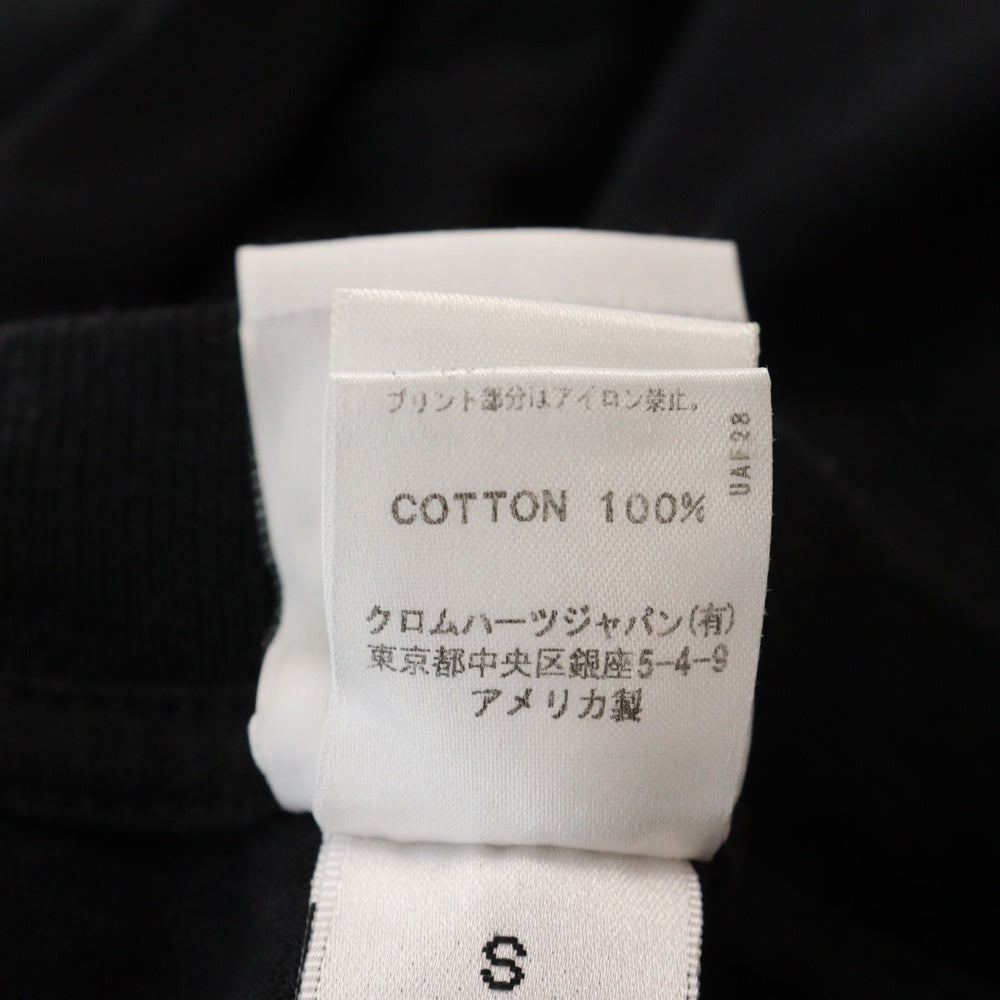 プリント部分はアイロン禁止。
UAF28
COTTON 100%
クロムハーツジャパン(有)
東京都中央区銀座5-4-9
アメリカ製
S